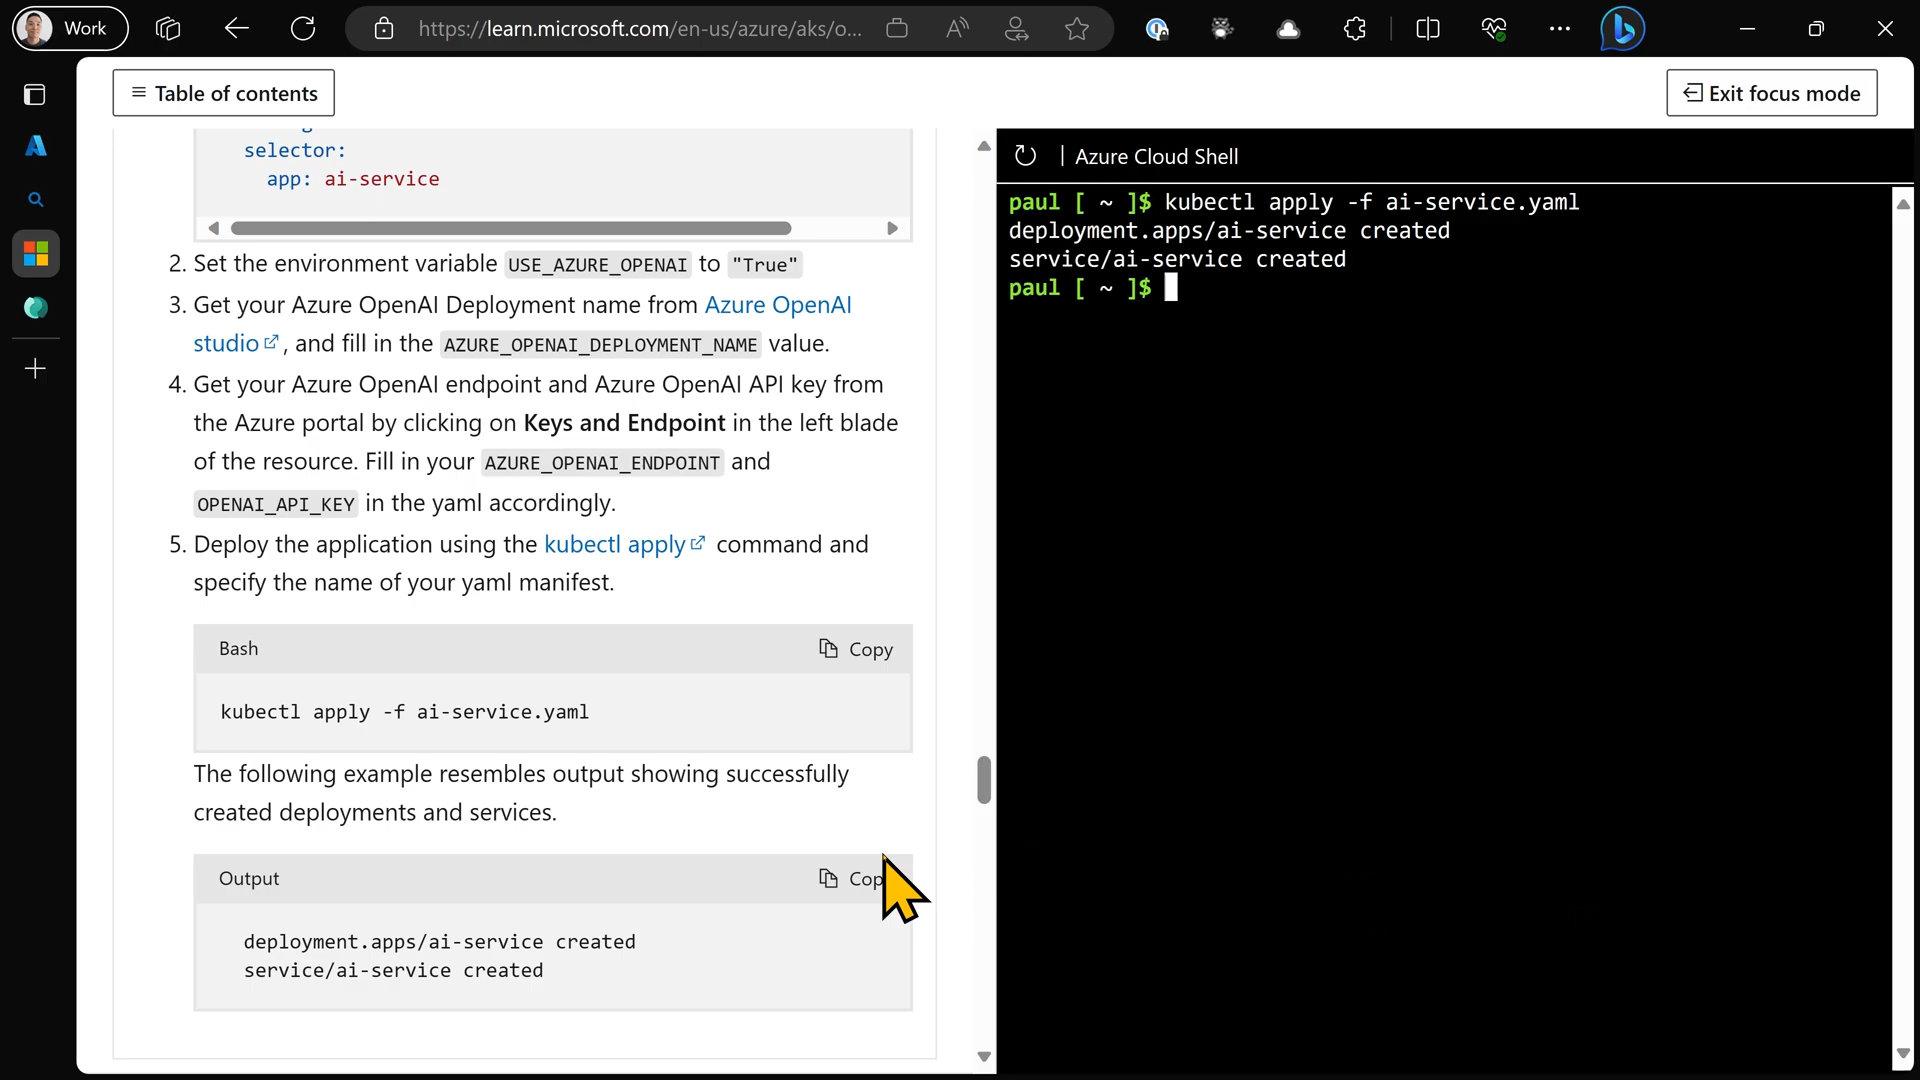 Work
https://learn.microsoft.com/en-us/azure/aks/o...
Table of contents
Exit focus mode
selector:
app: ai-service
2. Set the environment variable USE_AZURE_OPENAI to "True"
3. Get your Azure OpenAI Deployment name from Azure OpenAI
studio, and fill in the AZURE_OPENAI_DEPLOYMENT_NAME value.
4. Get your Azure OpenAI endpoint and Azure OpenAI API key from
the Azure portal by clicking on Keys and Endpoint in the left blade
of the resource. Fill in your AZURE_OPENAI_ENDPOINT and
OPENAI_API_KEY in the yaml accordingly.
5. Deploy the application using the kubectl apply command and
specify the name of your yaml manifest.
Bash
Copy
kubectl apply -f ai-service.yaml
The following example resembles output showing successfully
created deployments and services.
Output
Cop
deployment.apps/ai-service created
service/ai-service created
Azure Cloud Shell
paul [ ~ ]$ kubectl apply -f ai-service.yaml
deployment.apps/ai-service created
service/ai-service created
paul [ ~ ]$